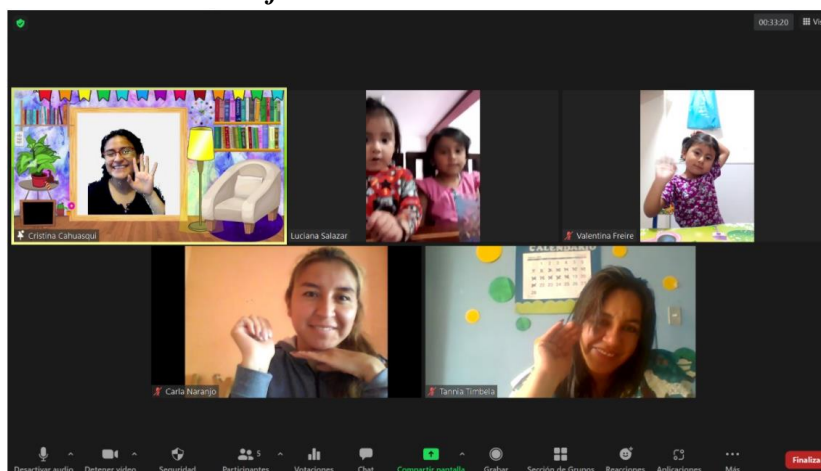 00:33:20 Vis
Cristina Cahuasqui
Luciana Salazar
Valentina Freire
CALENDARIO
Carla Naranjo
Tannia Timbela
5
Desactivar audio Detener video Seguridad Participantes Votaciones Chat Compartir pantalla Grabar Sección de Grupos Reacciones Aplicaciones Más Finaliza